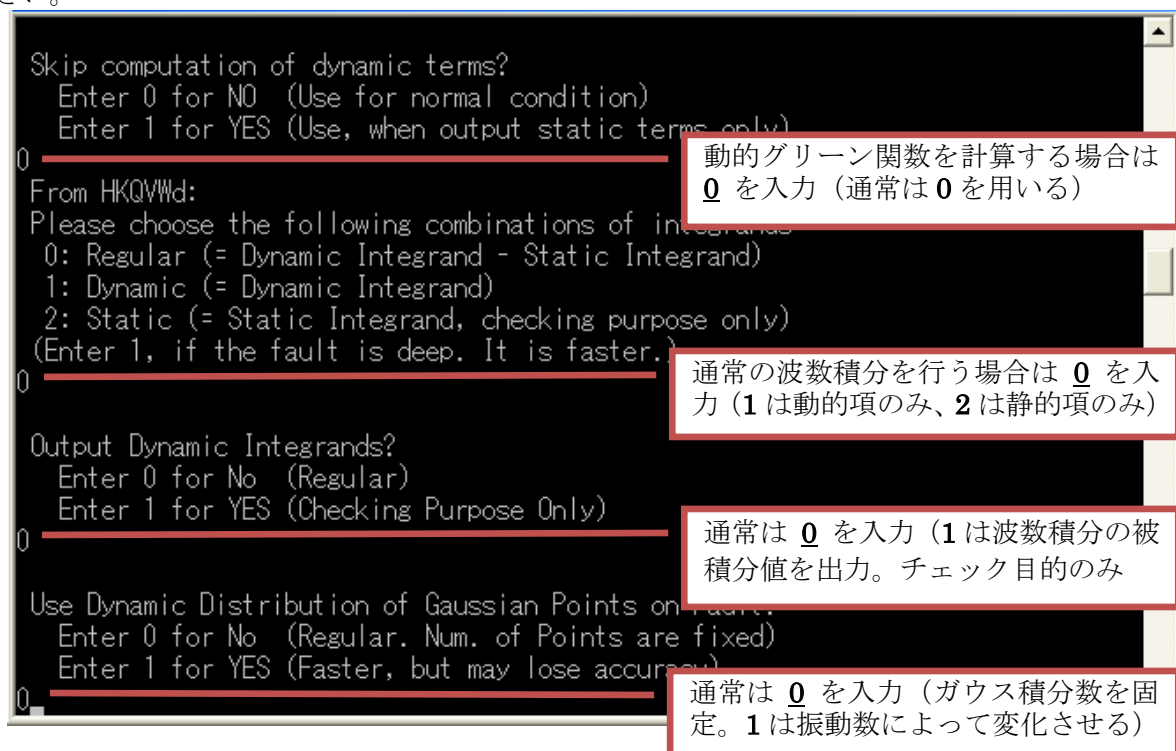 さい。
Skip computation of dynamic terms?
Enter 0 for NO (Use for normal condition)
Enter 1 for YES (Use, when output static terms only)
0
動的グリーン関数を計算する場合は
0 を入力（通常は 0 を用いる）
From HKQVWd:
Please choose the following combinations of integrands
0: Regular (= Dynamic Integrand - Static Integrand)
1: Dynamic (= Dynamic Integrand)
2: Static (= Static Integrand, checking purpose only)
(Enter 1, if the fault is deep. It is faster.)
0
通常の波数積分を行う場合は 0 を入
力（1 は動的項のみ、2 は静的項のみ）
Output Dynamic Integrands?
Enter 0 for No (Regular)
Enter 1 for YES (Checking Purpose Only)
0
通常は 0 を入力（1 は波数積分の被
積分値を出力。チェック目的のみ
Use Dynamic Distribution of Gaussian Points on Fault?
Enter 0 for No (Regular. Num. of Points are fixed)
Enter 1 for YES (Faster, but may lose accuracy)
0
通常は 0 を入力（ガウス積分数を固
定。1 は振動数によって変化させる）